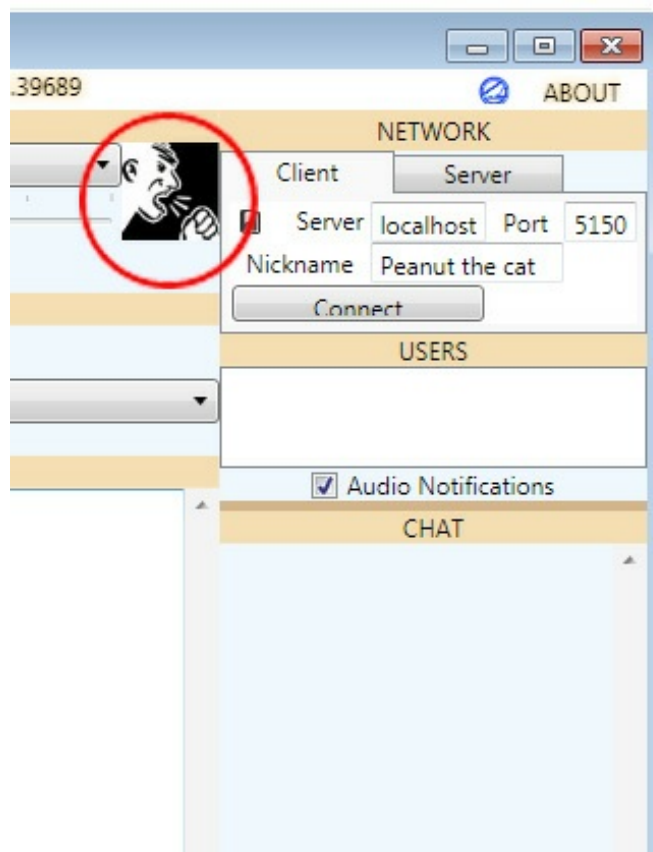 .39689
ABOUT
NETWORK
Client Server
Server localhost Port 5150
Nickname Peanut the cat
Connect
USERS
Audio Notifications
CHAT